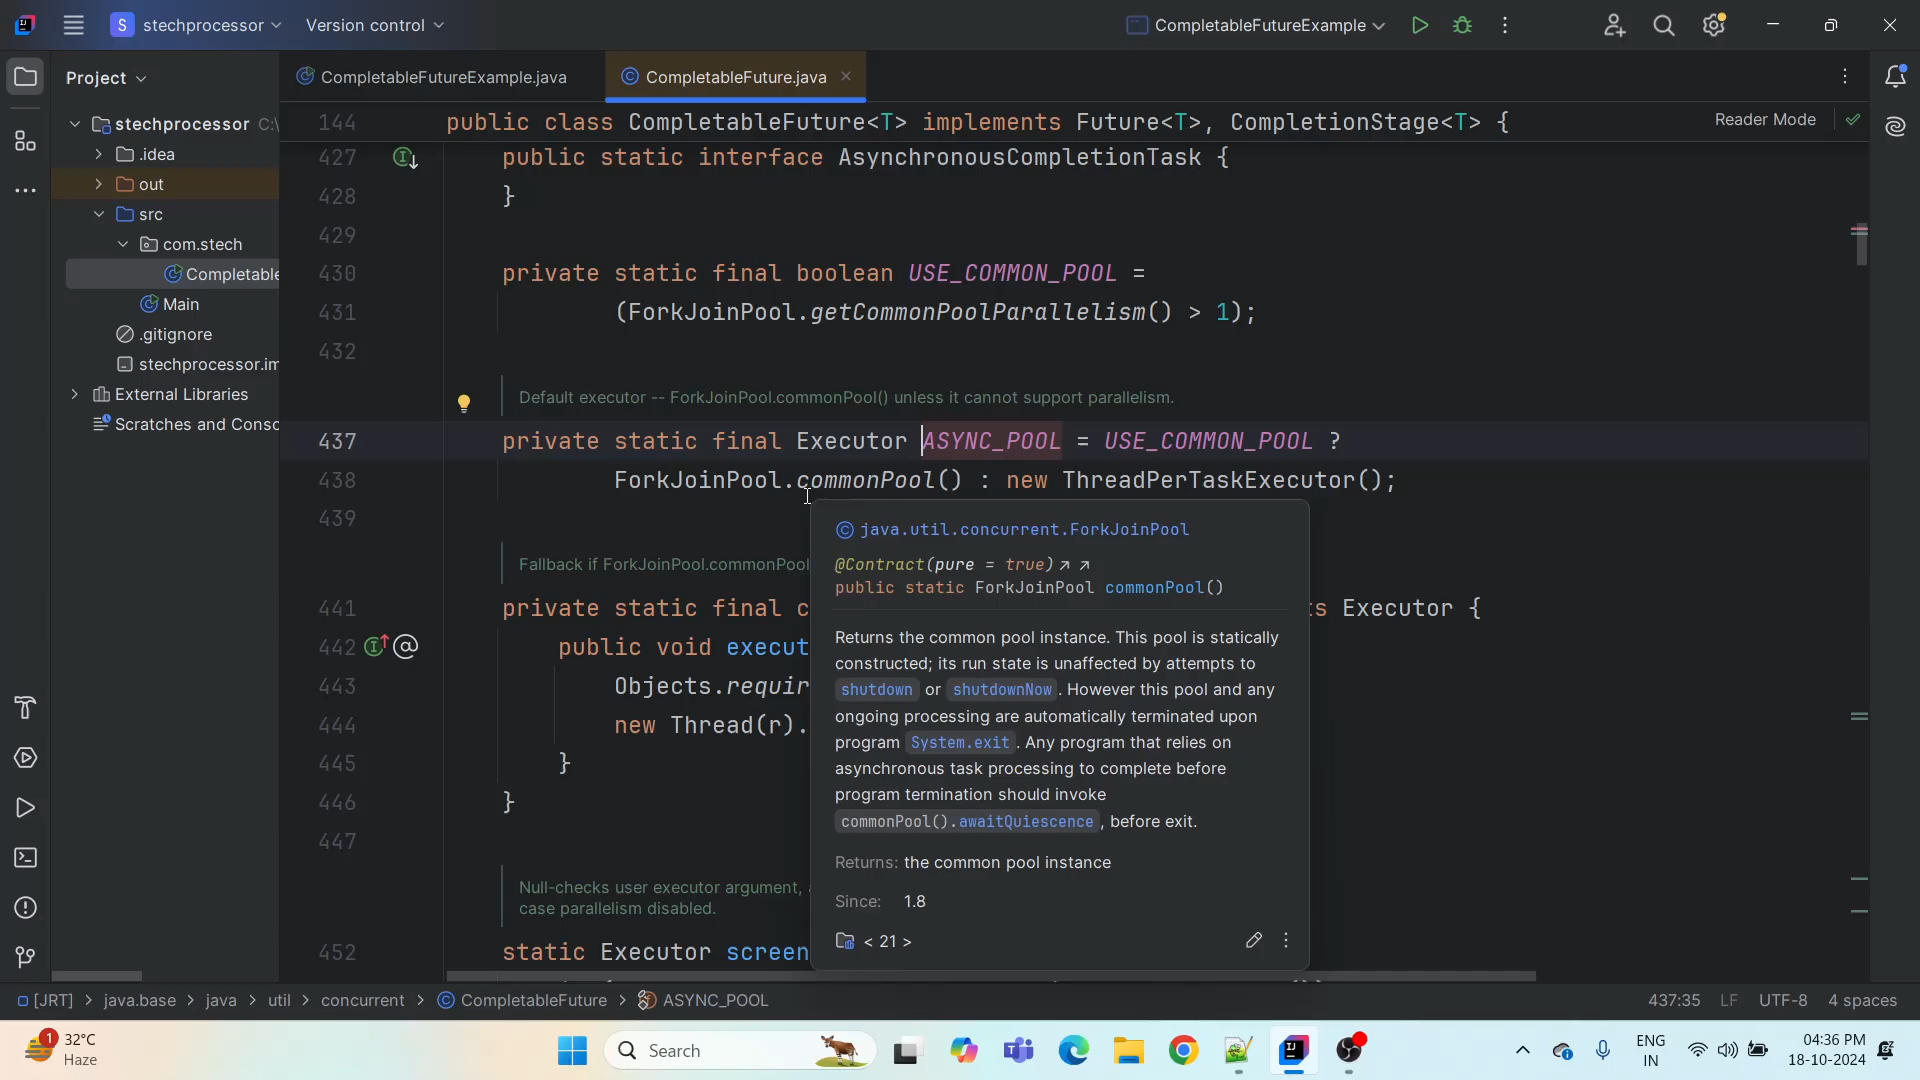 S stechprocessor Version control CompletableFutureExample
Project
CompletableFutureExample.java CompletableFuture.java
stechprocessor C:\
.idea
out
src
com.stech
Completable
Main
.gitignore
stechprocessor.im
External Libraries
Scratches and Conso
Reader Mode
144 public class CompletableFuture<T> implements Future<T>, CompletionStage<T> {
427 public static interface AsynchronousCompletionTask {
428 }
429
430 private static final boolean USE_COMMON_POOL =
431 (ForkJoinPool.getCommonPoolParallelism() > 1);
432
Default executor -- ForkJoinPool.commonPool() unless it cannot support parallelism.
437 private static final Executor ASYNC_POOL = USE_COMMON_POOL ?
438 ForkJoinPool.commonPool() : new ThreadPerTaskExecutor();
439
Fallback if ForkJoinPool.commonPool
441 private static final c s Executor {
442 public void execut
443 Objects.requir
444 new Thread(r).
445 }
446 }
447
Null-checks user executor argument,
case parallelism disabled.
452 static Executor screen
java.util.concurrent.ForkJoinPool
@Contract(pure = true)
public static ForkJoinPool commonPool()
Returns the common pool instance. This pool is statically
constructed; its run state is unaffected by attempts to
shutdown or shutdownNow. However this pool and any
ongoing processing are automatically terminated upon
program System.exit. Any program that relies on
asynchronous task processing to complete before
program termination should invoke
commonPool().awaitQuiescence, before exit.
Returns: the common pool instance
Since: 1.8
< 21 >
[JRT] > java.base > java > util > concurrent > CompletableFuture > ASYNC_POOL
437:35 LF UTF-8 4 spaces
1
32°C
Haze
Search
ENG
IN
04:36 PM
18-10-2024